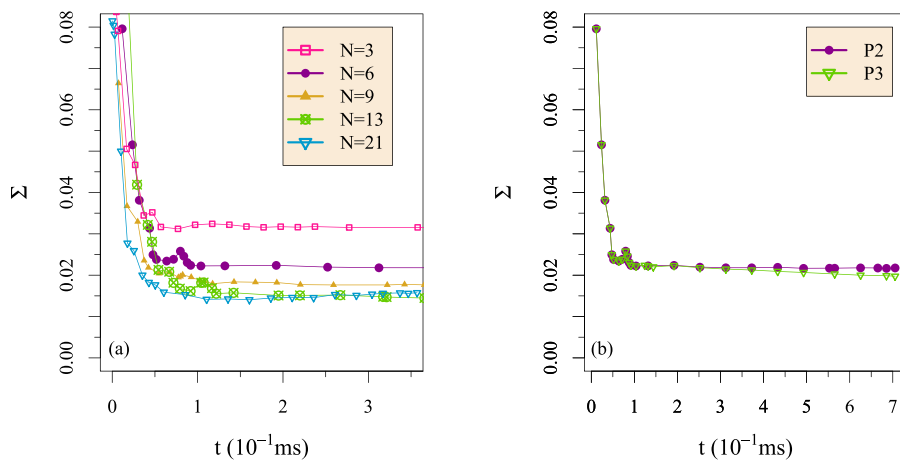 Σ
0.00 0.02 0.04 0.06 0.08
N=3
N=6
N=9
N=13
N=21
(a)
0 1 2 3
t (10⁻¹ms)
Σ
0.00 0.02 0.04 0.06 0.08
P2
P3
(b)
0 1 2 3 4 5 6 7
t (10⁻¹ms)